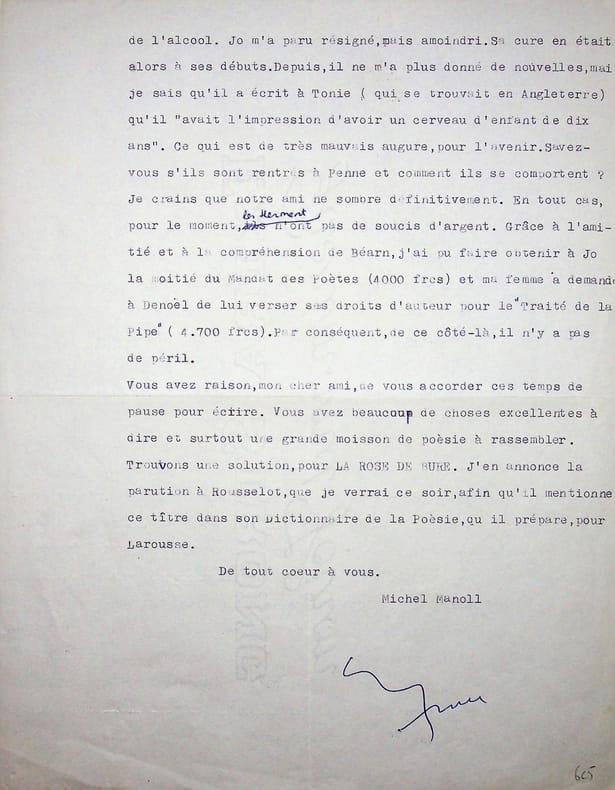 de l'alcool. Jo m'a paru résigné,mais amoindri.Sa cure en était
alors à ses débuts.Depuis,il ne m'a plus donné de nouvelles,mai
je sais qu'il a écrit à Tonie ( qui se trouvait en Angleterre)
qu'il "avait l'impression d'avoir un cerveau d'enfant de dix
ans". Ce qui est de très mauvais augure,pour l'avenir.Savez-
vous s'ils sont rentrés à Penne et comment ils se comportent ?
Je crains que notre ami ne sombre définitivement. En tout cas,
les Herment
pour le moment, n'ont pas de soucis d'argent. Grâce à l'ami-
tié et à la compréhension de Béarn,j'ai pu faire obtenir à Jo
la moitié du Mandat des Poètes (4000 frcs) et ma femme a demand
à Denoël de lui verser ses droits d'auteur pour le "Traité de la
Pipe" ( 4.700 frcs).Par conséquent,de ce côté-là,il n'y a pas
de péril.
Vous avez raison,mon cher ami,de vous accorder ces temps de
pause pour écrire. Vous avez beaucoup de choses excellentes à
dire et surtout une grande moisson de poèsie à rassembler.
Trouvons une solution,pour LA ROSE DE BURE. J'en annonce la
parution à Rousselot,que je verrai ce soir,afin qu'il mentionne
ce tître dans son Dictionnaire de la Poèsie,qu il prépare,pour
Larousse.
De tout coeur à vous.
Michel Manoll
605